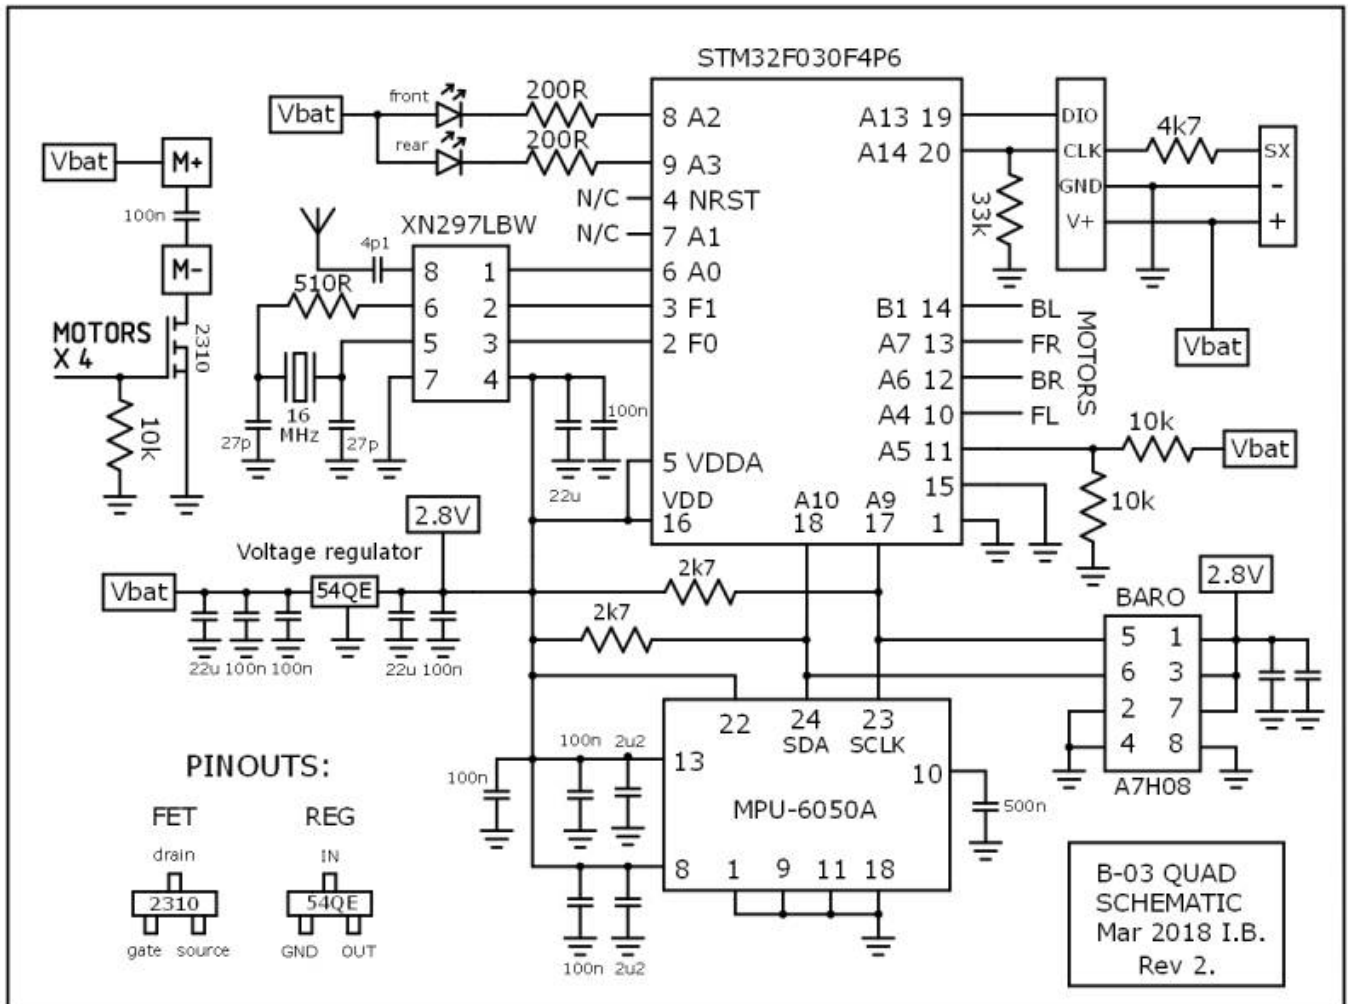 STM32F030F4P6
Vbat
front
200R
rear
200R
8 A2
9 A3
N/C
4 NRST
N/C
7 A1
6 A0
3 F1
2 F0
5 VDDA
VDD
16
A13 19
A14 20
B1 14
A7 13
A6 12
A4 10
A5 11
15
1
A10
18
A9
17
DIO
CLK
GND
V+
4k7
SX
-
+
33k
Vbat
BL
FR
BR
FL
MOTORS
10k
Vbat
10k
Vbat
M+
100n
M-
MOTORS
X 4
2310
10k
XN297LBW
4p1
510R
8 1
6 2
5 3
7 4
16
MHz
27p
27p
100n
22u
2.8V
Voltage regulator
Vbat
54QE
22u 100n 100n
22u 100n
2k7
2k7
2.8V
BARO
5 1
6 3
2 7
4 8
A7H08
22
24
SDA
23
SCLK
13
10
MPU-6050A
8
1 9 11 18
100n
100n 2u2
100n 2u2
500n
PINOUTS:
FET
REG
drain
2310
gate source
IN
54QE
GND OUT
B-03 QUAD
SCHEMATIC
Mar 2018 I.B.
Rev 2.